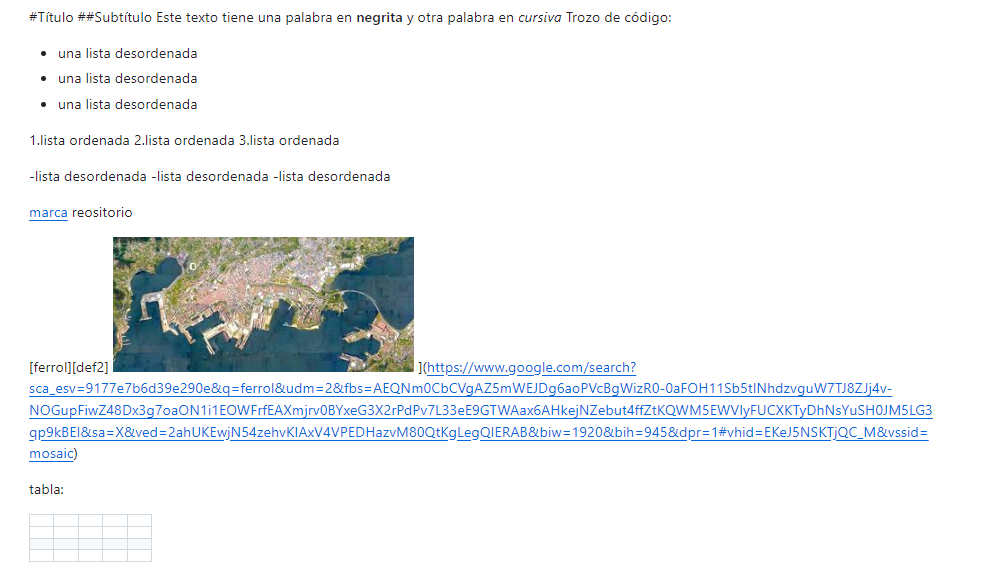 #Título ##Subtítulo Este texto tiene una palabra en negrita y otra palabra en cursiva Trozo de código:
una lista desordenada
una lista desordenada
una lista desordenada
1.lista ordenada 2.lista ordenada 3.lista ordenada
-lista desordenada -lista desordenada -lista desordenada
marca reositorio
[ferrol][def2] ](https://www.google.com/search?
sca_esv=9177e7b6d39e290e&q=ferrol&udm=2&fbs=AEQNm0CbCVgAZ5mWEJDg6aoPVcBgWizR0-0aFOH11Sb5tlNhdzvguW7TJ8ZJj4v-
NOGupFiwZ48Dx3g7oaON1i1EOWFrfEAXmjrv0BYxeG3X2rPdPv7L33eE9GTWAax6AHkejNZebut4ffZtKQWM5EWVIyFUCXKTyDhNsYuSH0JM5LG3
qp9kBEI&sa=X&ved=2ahUKEwjN54zehvKIAxV4VPEDHazvM80QtKgLegQIERAB&biw=1920&bih=945&dpr=1#vhid=EKeJ5NSKTjQC_M&vssid=
mosaic)
tabla: